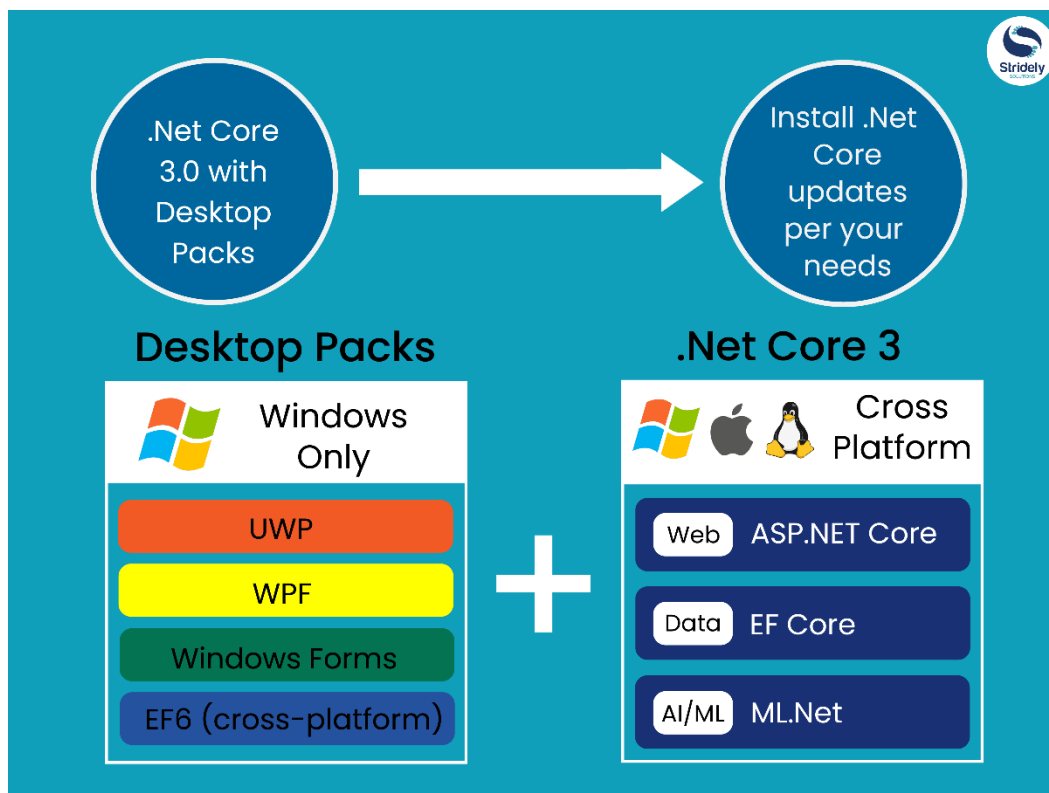 Stridely
SOLUTIONS
.Net Core
3.0 with
Desktop
Packs
Install .Net
Core
updates
per your
needs
Desktop Packs
Windows
Only
UWP
WPF
Windows Forms
EF6 (cross-platform)
.Net Core 3
Cross
Platform
Web ASP.NET Core
Data EF Core
AI/ML ML.Net